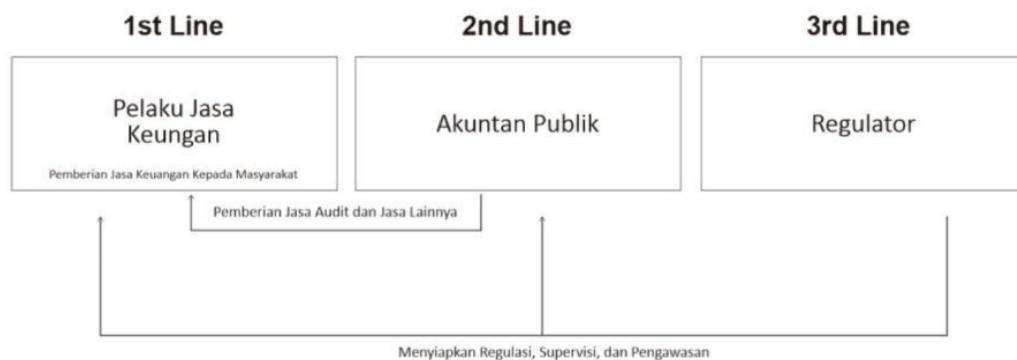 1st Line
2nd Line
3rd Line
Pelaku Jasa
Keungan
Pemberian Jasa Keuangan Kepada Masyarakat
Akuntan Publik
Regulator
Pemberian Jasa Audit dan Jasa Lainnya
Menyiapkan Regulasi, Supervisi, dan Pengawasan